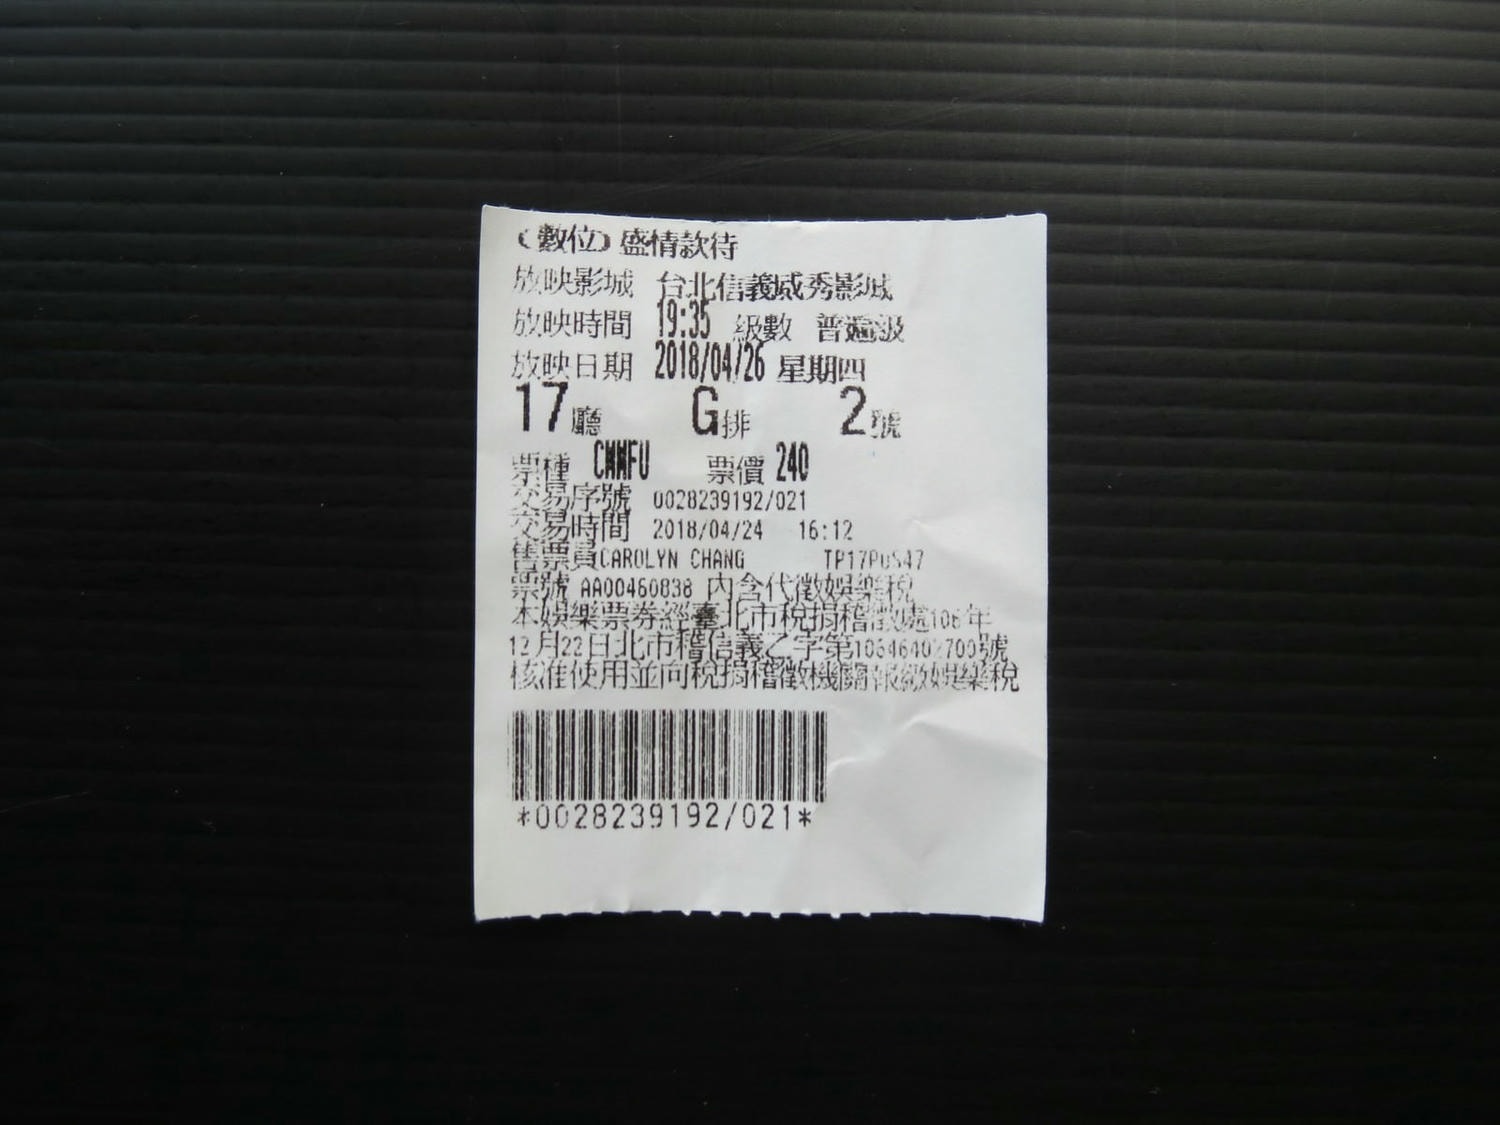 (數位)盛情款待
放映影城 台北信義威秀影城
放映時間 19:35 級數 普遍級
放映日期 2018/04/26 星期四
17廳 G排 2號
票種 CMMFU 票價 240
交易序號 0028239192/021
交易時間 2018/04/24 16:12
售票員CAROLYN CHANG TP17POS47
票號 AA00460838 內含代徵娛樂稅
本娛樂票券經臺北市稅捐稽徵處106年
12月22日北市稽信義乙字第10646402700號
核准使用並向稅捐稽徵機關報繳娛樂稅
*0028239192/021*